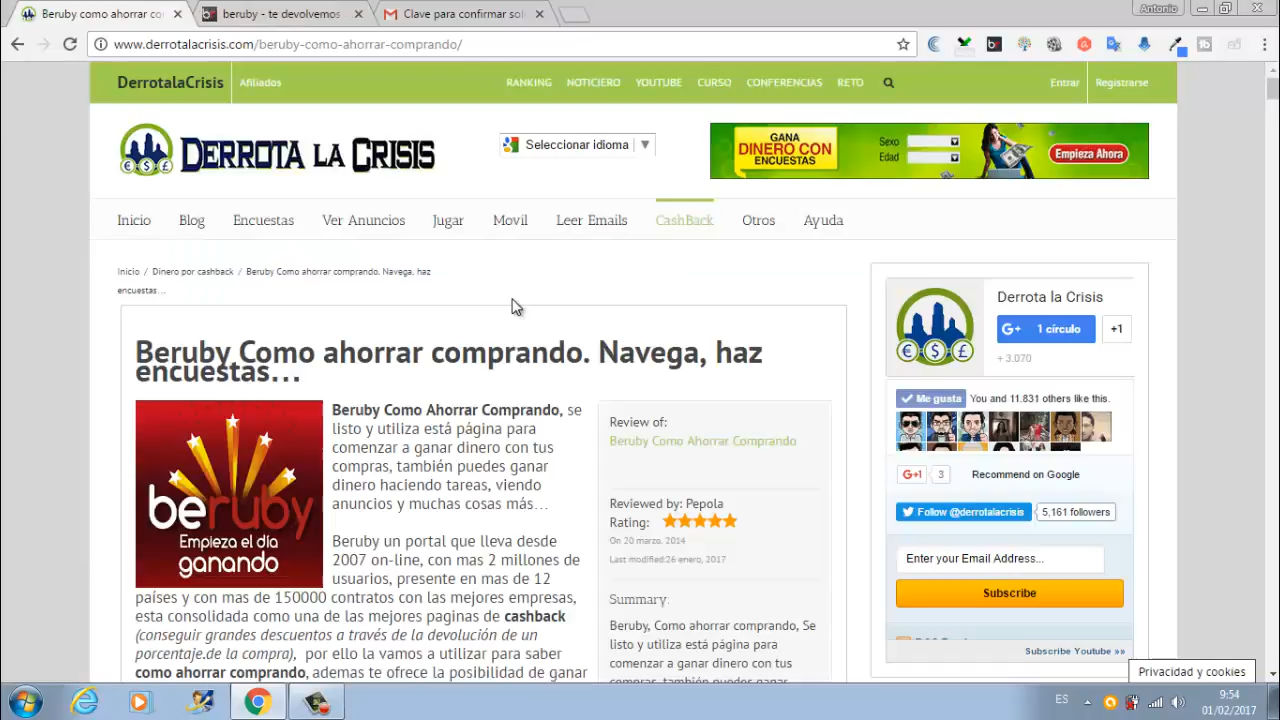 Beruby como ahorrar co
beruby - te devolvemos
Clave para confirmar sol
Antonio
www.derrotalacrisis.com/beruby-como-ahorrar-comprando/
DerrotalaCrisis
Afiliados
RANKING NOTICIERO YOUTUBE CURSO CONFERENCIAS RETO
Entrar Registrarse
DERROTA LA CRISIS
Seleccionar idioma
GANA
DINERO CON
ENCUESTAS
Sexo
Edad
Empieza Ahora
Inicio Blog Encuestas Ver Anuncios Jugar Movil Leer Emails CashBack Otros Ayuda
Inicio / Dinero por cashback / Beruby Como ahorrar comprando. Navega, haz
encuestas…
Beruby Como ahorrar comprando. Navega, haz
encuestas…
beruby
Empieza el día
ganando
Beruby Como Ahorrar Comprando, se
listo y utiliza está página para
comenzar a ganar dinero con tus
compras, también puedes ganar
dinero haciendo tareas, viendo
anuncios y muchas cosas más…
Beruby un portal que lleva desde
2007 on-line, con mas 2 millones de
usuarios, presente en mas de 12
países y con mas de 150000 contratos con las mejores empresas,
esta consolidada como una de las mejores paginas de cashback
(conseguir grandes descuentos a través de la devolución de un
porcentaje.de la compra), por ello la vamos a utilizar para saber
como ahorrar comprando, ademas te ofrece la posibilidad de ganar
Review of:
Beruby Como Ahorrar Comprando
Reviewed by: Pepola
Rating:
On 20 marzo, 2014
Last modified:26 enero, 2017
Summary:
Beruby, Como ahorrar comprando, Se
listo y utiliza está página para
comenzar a ganar dinero con tus
compras, también puedes ganar
Derrota la Crisis
G+ 1 círculo +1
+ 3.070
Me gusta You and 11.831 others like this.
G+1 3 Recommend on Google
Follow @derrotalacrisis 5,161 followers
Enter your Email Address...
Subscribe
Subscribe Youtube »»
Privacidad y cookies
ES
9:54
01/02/2017